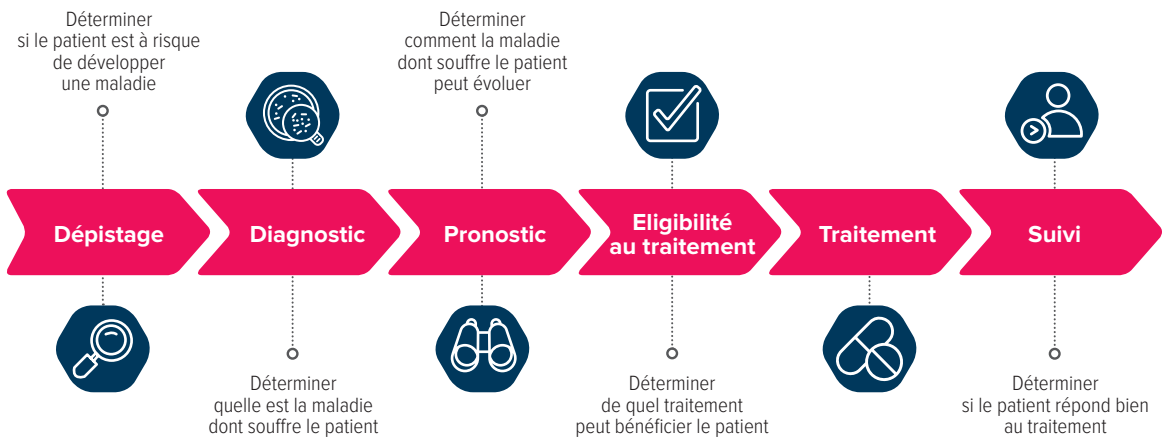 Déterminer
si le patient est à risque
de développer
une maladie
Déterminer
comment la maladie
dont souffre le patient
peut évoluer
Dépistage
Diagnostic
Pronostic
Eligibilité
au traitement
Traitement
Suivi
Déterminer
quelle est la maladie
dont souffre le patient
Déterminer
de quel traitement
peut bénéficier le patient
Déterminer
si le patient répond bien
au traitement